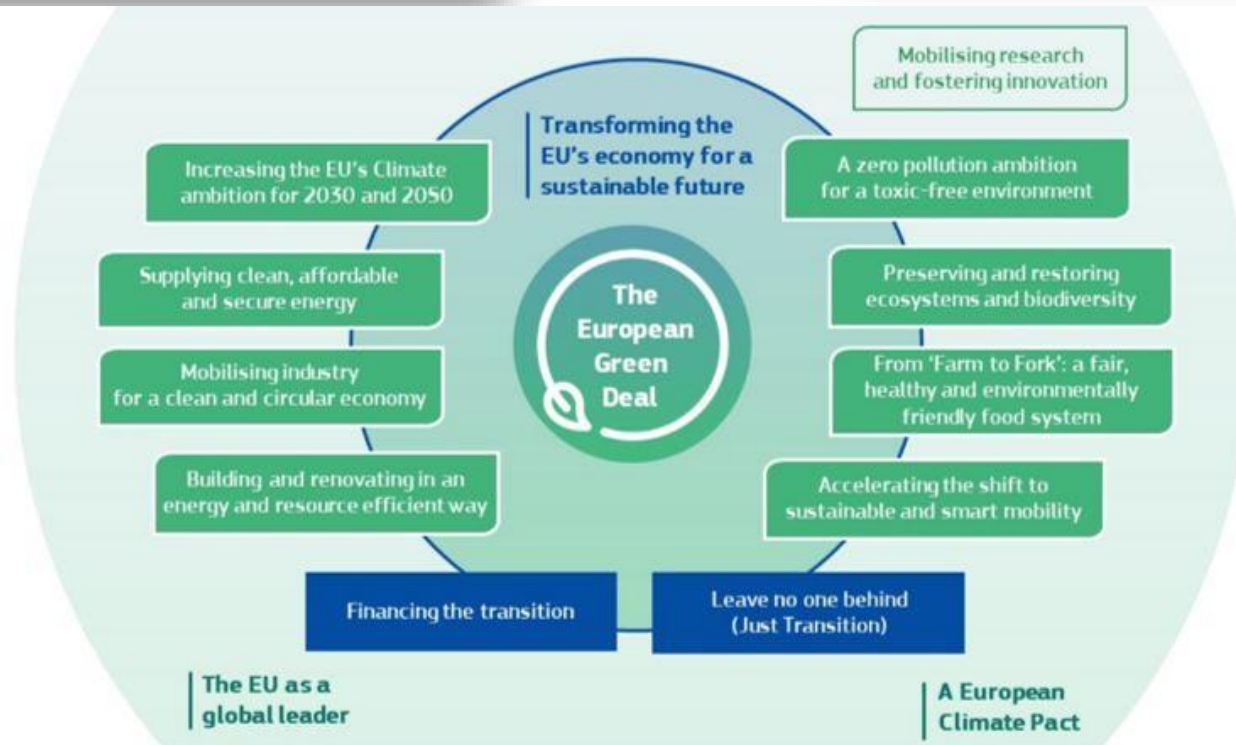 Mobilising research
and fostering innovation
Transforming the
EU's economy for a
sustainable future
Increasing the EU's Climate
ambition for 2030 and 2050
A zero pollution ambition
for a toxic-free environment
Supplying clean, affordable
and secure energy
Preserving and restoring
ecosystems and biodiversity
The
European
Green
Deal
Mobilising industry
for a clean and circular economy
From 'Farm to Fork': a fair,
healthy and environmentally
friendly food system
Building and renovating in an
energy and resource efficient way
Accelerating the shift to
sustainable and smart mobility
Financing the transition
Leave no one behind
(Just Transition)
The EU as a
global leader
A European
Climate Pact